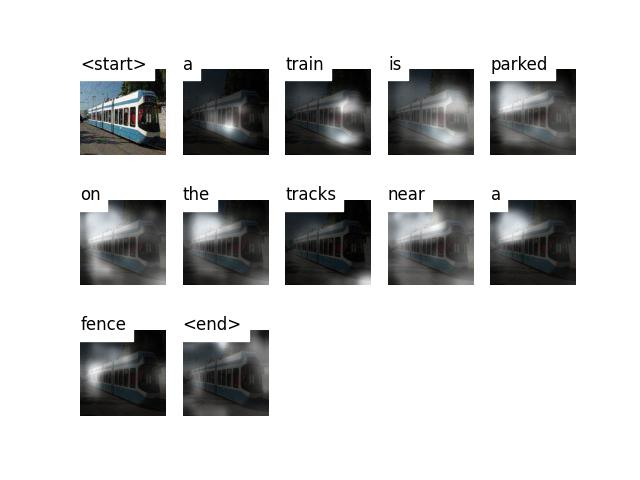 <start> a train is parked
on the tracks near a
fence <end>